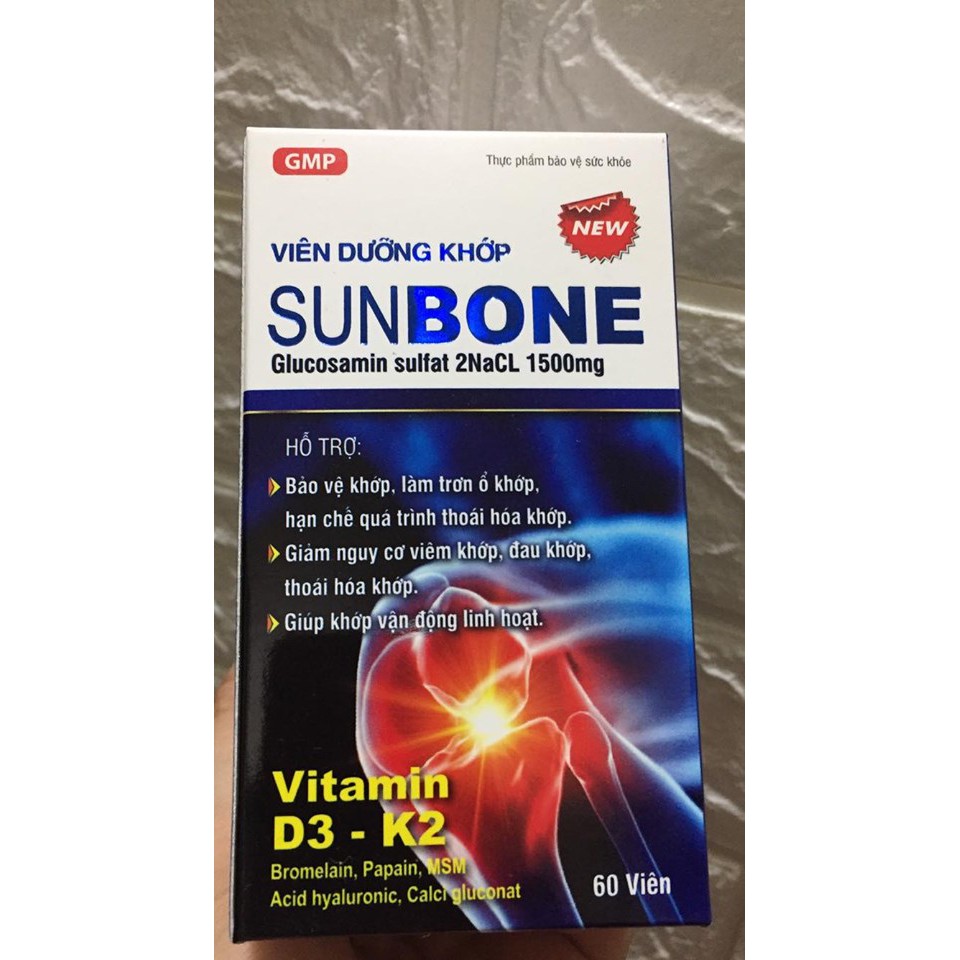 GMP
Thực phẩm bảo vệ sức khỏe
NEW
VIÊN DƯỠNG KHỚP
SUNBONE
Glucosamin sulfat 2NaCL 1500mg
HỖ TRỢ:
Bảo vệ khớp, làm trơn ổ khớp,
hạn chế quá trình thoái hóa khớp.
Giảm nguy cơ viêm khớp, đau khớp,
thoái hóa khớp.
Giúp khớp vận động linh hoạt.
Vitamin
D3 - K2
Bromelain, Papain, MSM
Acid hyaluronic, Calci gluconat
60 Viên